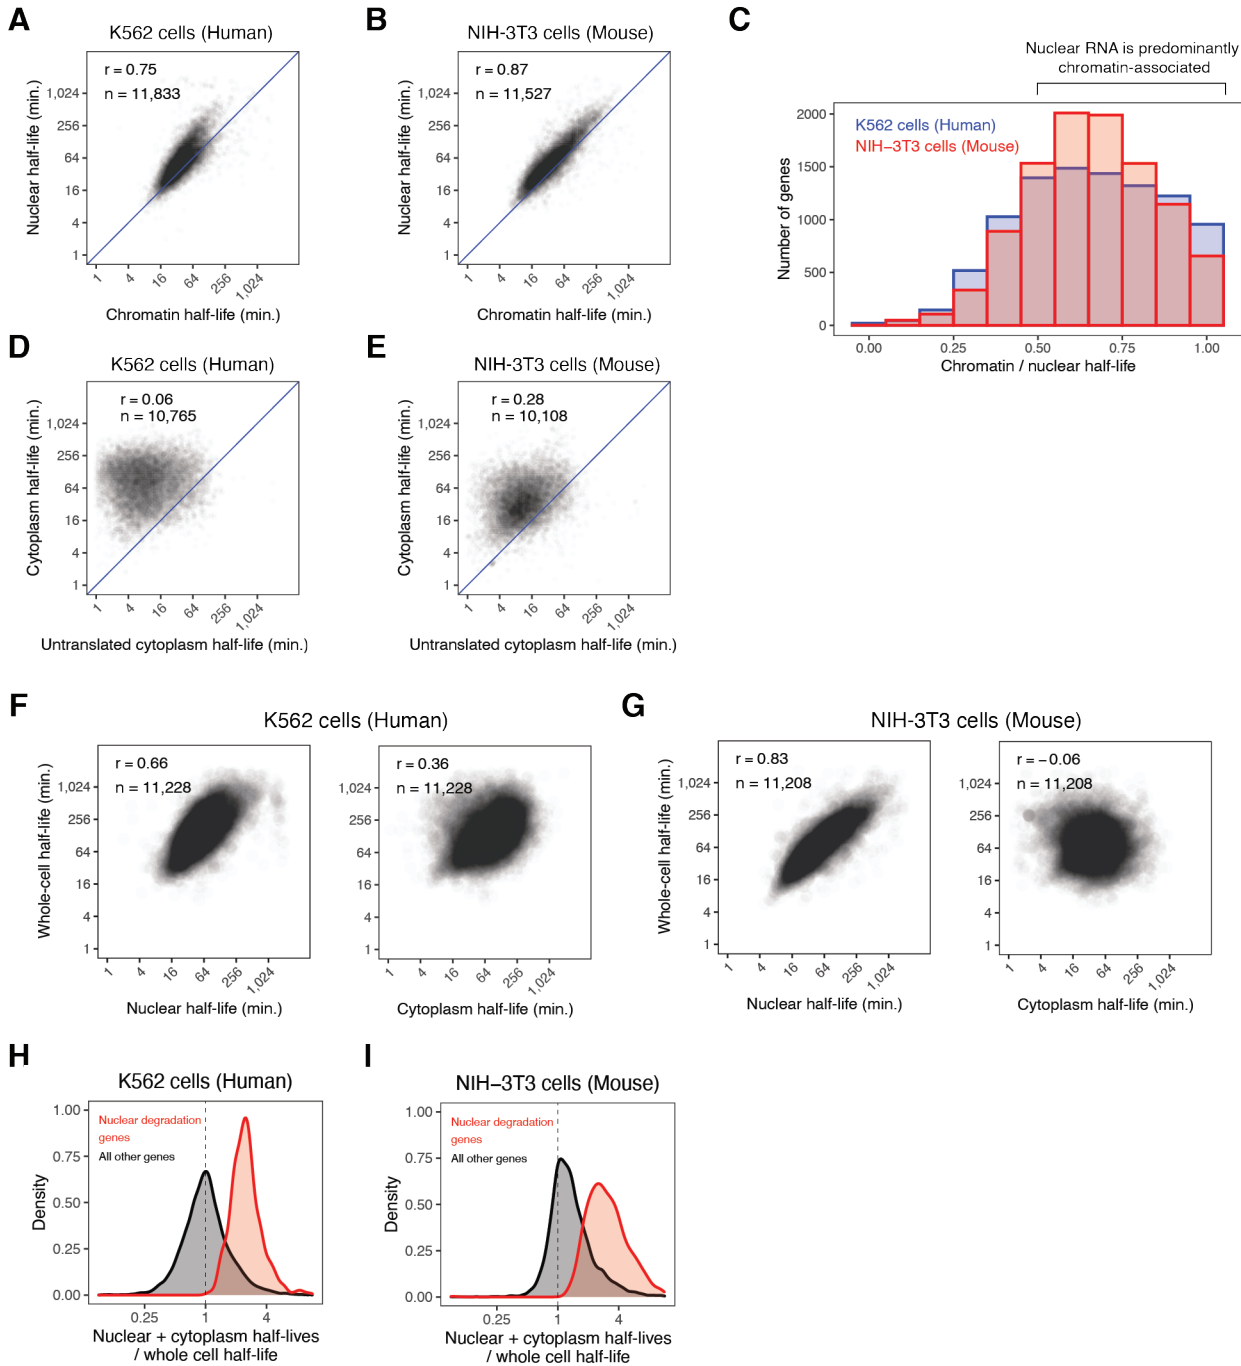 A
K562 cells (Human)
r = 0.75
n = 11,833
Nuclear half-life (min.)
1,024
256
64
16
4
1
1
4
16
64
256
1,024
Chromatin half-life (min.)
B
NIH-3T3 cells (Mouse)
r = 0.87
n = 11,527
Nuclear half-life (min.)
1,024
256
64
16
4
1
1
4
16
64
256
1,024
Chromatin half-life (min.)
C
Nuclear RNA is predominantly
chromatin-associated
K562 cells (Human)
NIH–3T3 cells (Mouse)
Number of genes
2000
1500
1000
500
0
0.00
0.25
0.50
0.75
1.00
Chromatin / nuclear half-life
D
K562 cells (Human)
r = 0.06
n = 10,765
Cytoplasm half-life (min.)
1,024
256
64
16
4
1
1
4
16
64
256
1,024
Untranslated cytoplasm half-life (min.)
E
NIH-3T3 cells (Mouse)
r = 0.28
n = 10,108
Cytoplasm half-life (min.)
1,024
256
64
16
4
1
1
4
16
64
256
1,024
Untranslated cytoplasm half-life (min.)
F
K562 cells (Human)
r = 0.66
n = 11,228
Whole-cell half-life (min.)
1,024
256
64
16
4
1
1
4
16
64
256
1,024
Nuclear half-life (min.)
r = 0.36
n = 11,228
1,024
256
64
16
4
1
1
4
16
64
256
1,024
Cytoplasm half-life (min.)
G
NIH-3T3 cells (Mouse)
r = 0.83
n = 11,208
Whole-cell half-life (min.)
1,024
256
64
16
4
1
1
4
16
64
256
1,024
Nuclear half-life (min.)
r = – 0.06
n = 11,208
1,024
256
64
16
4
1
1
4
16
64
256
1,024
Cytoplasm half-life (min.)
H
K562 cells (Human)
Nuclear degradation
genes
All other genes
Density
1.00
0.75
0.50
0.25
0.00
0.25
1
4
Nuclear + cytoplasm half-lives
/ whole cell half-life
I
NIH–3T3 cells (Mouse)
Nuclear degradation
genes
All other genes
Density
1.00
0.75
0.50
0.25
0.00
0.25
1
4
Nuclear + cytoplasm half-lives
/ whole cell half-life